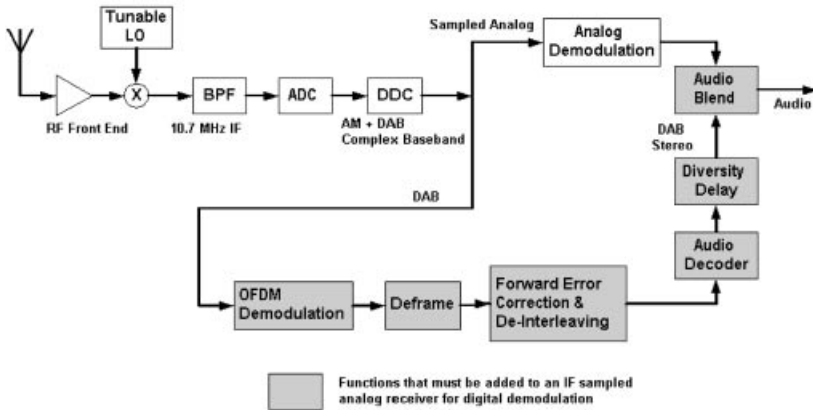 Tunable
LO
Sampled Analog
Analog
Demodulation
X
BPF
ADC
DDC
Audio
Blend
Audio
RF Front End
10.7 MHz IF
AM + DAB
Complex Baseband
DAB
Stereo
Diversity
Delay
DAB
Audio
Decoder
OFDM
Demodulation
Deframe
Forward Error
Correction &
De-Interleaving
Functions that must be added to an IF sampled
analog receiver for digital demodulation